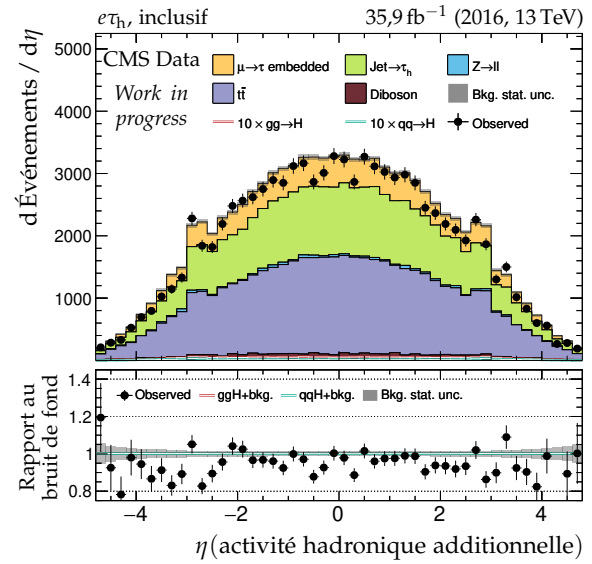 eτh, inclusif 35,9 fb⁻¹ (2016, 13 TeV)
CMS Data
Work in
progress
μ→τ embedded Jet→τh Z→ll
tt̄ Diboson Bkg. stat. unc.
10 × gg→H 10 × qq→H Observed
d Événements / dη
5000
4000
3000
2000
1000
Observed ggH+bkg. qqH+bkg. Bkg. stat. unc.
Rapport au
bruit de fond
1.4
1.2
1
0.8
−4 −2 0 2 4
η(activité hadronique additionnelle)